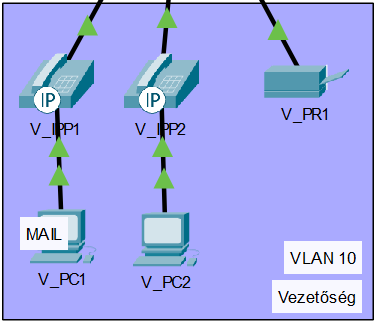 IP
IP
V_IPP1
V_IPP2
V_PR1
MAIL
V_PC1
V_PC2
VLAN 10
Vezetőség